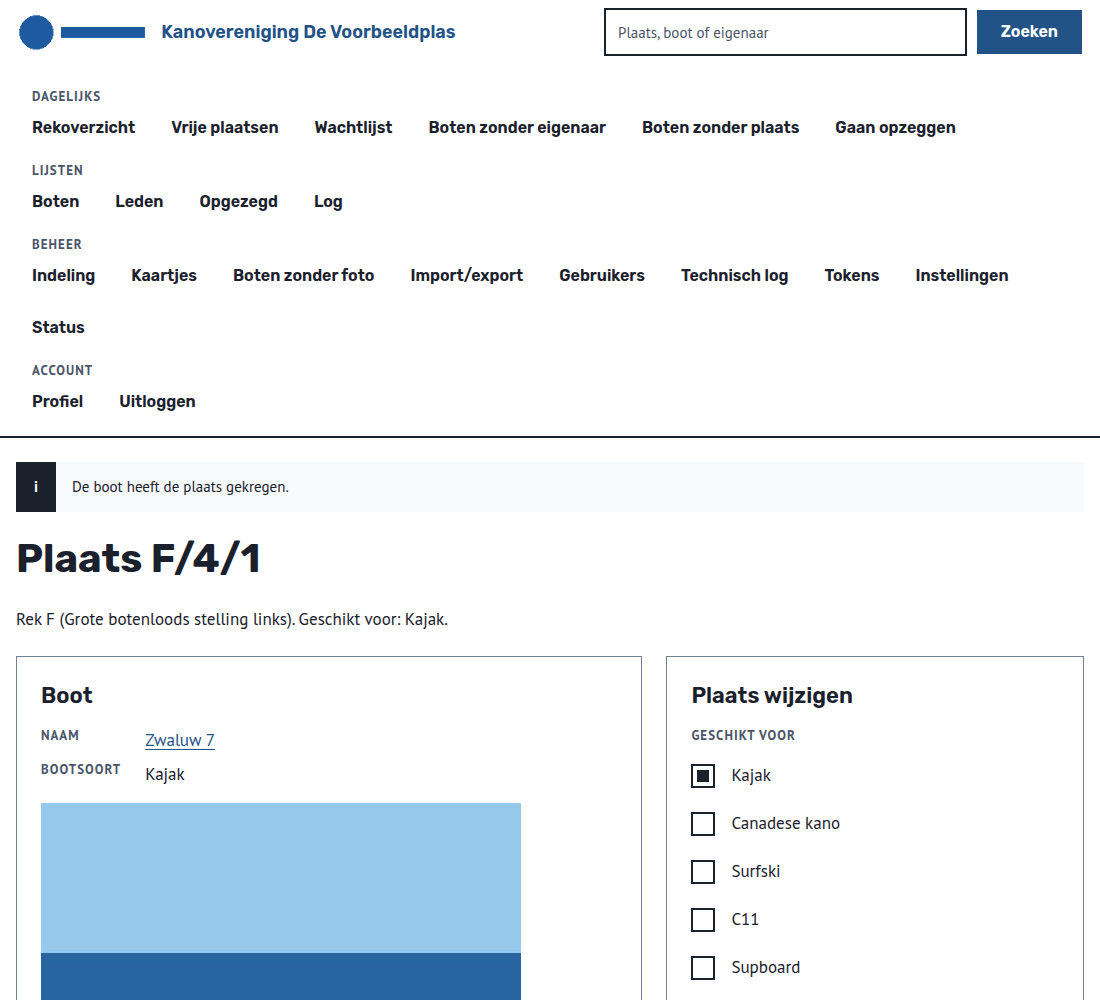 Kanovereniging De Voorbeeldplas
Plaats, boot of eigenaar
Zoeken
DAGELIJKS
Rekoverzicht Vrije plaatsen Wachtlijst Boten zonder eigenaar Boten zonder plaats Gaan opzeggen
LIJSTEN
Boten Leden Opgezegd Log
BEHEER
Indeling Kaartjes Boten zonder foto Import/export Gebruikers Technisch log Tokens Instellingen
Status
ACCOUNT
Profiel Uitloggen
i De boot heeft de plaats gekregen.
Plaats F/4/1
Rek F (Grote botenloods stelling links). Geschikt voor: Kajak.
Boot
NAAM Zwaluw 7
BOOTSOORT Kajak
Plaats wijzigen
GESCHIKT VOOR
Kajak
Canadese kano
Surfski
C11
Supboard